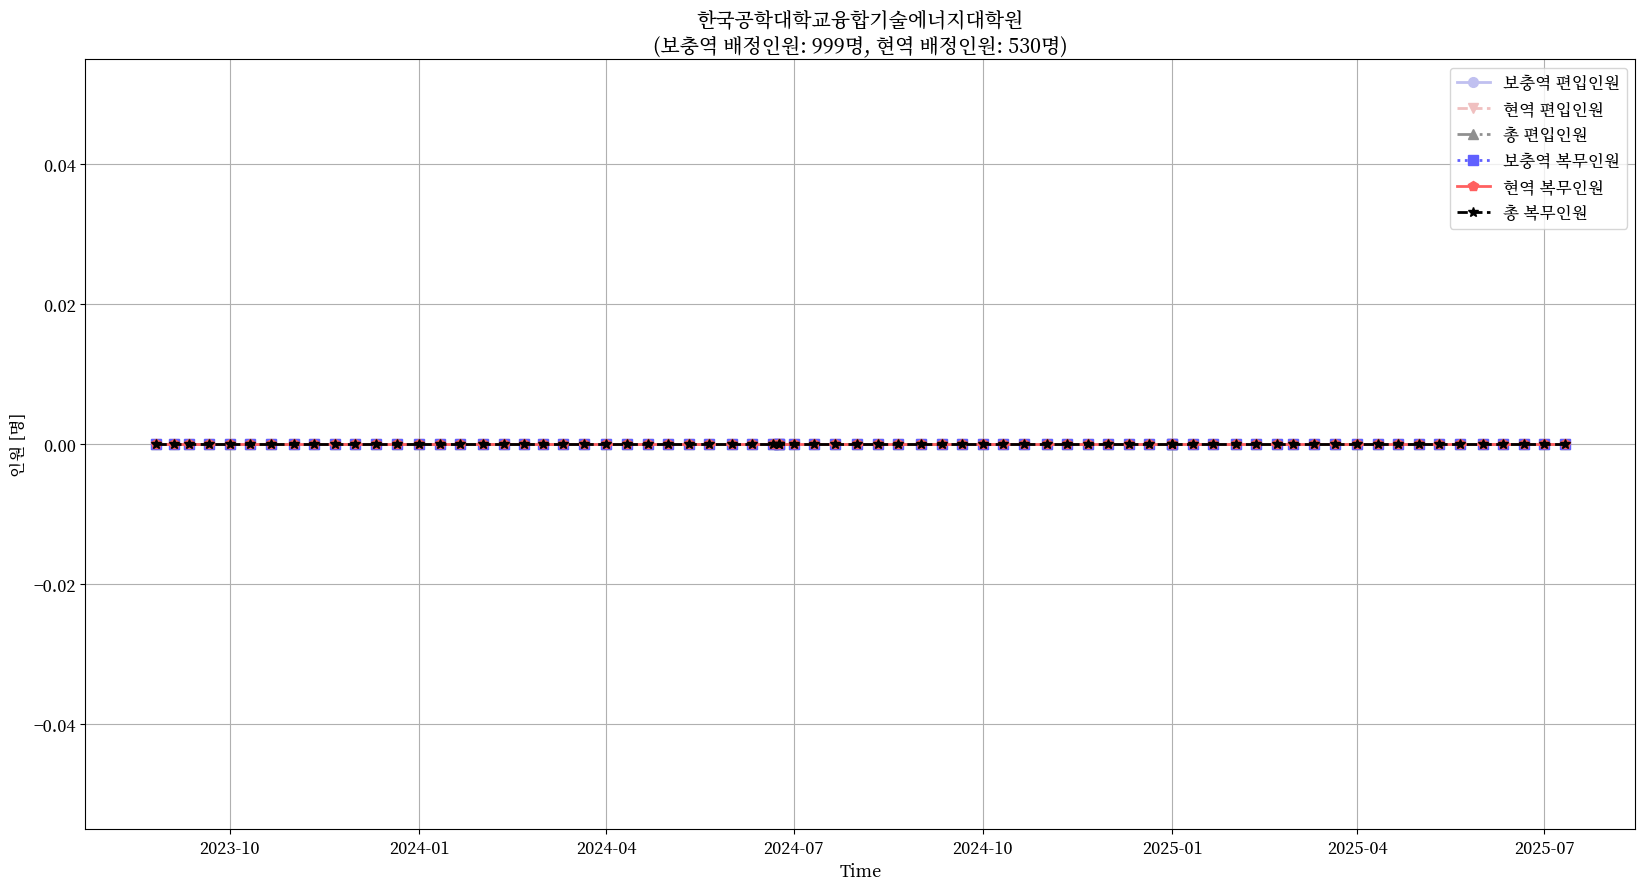 한국공학대학교융합기술에너지대학원
(보충역 배정인원: 999명, 현역 배정인원: 530명)
보충역 편입인원
현역 편입인원
총 편입인원
보충역 복무인원
현역 복무인원
총 복무인원
인원 [명]
0.04
0.02
0.00
−0.02
−0.04
2023-10
2024-01
2024-04
2024-07
2024-10
2025-01
2025-04
2025-07
Time